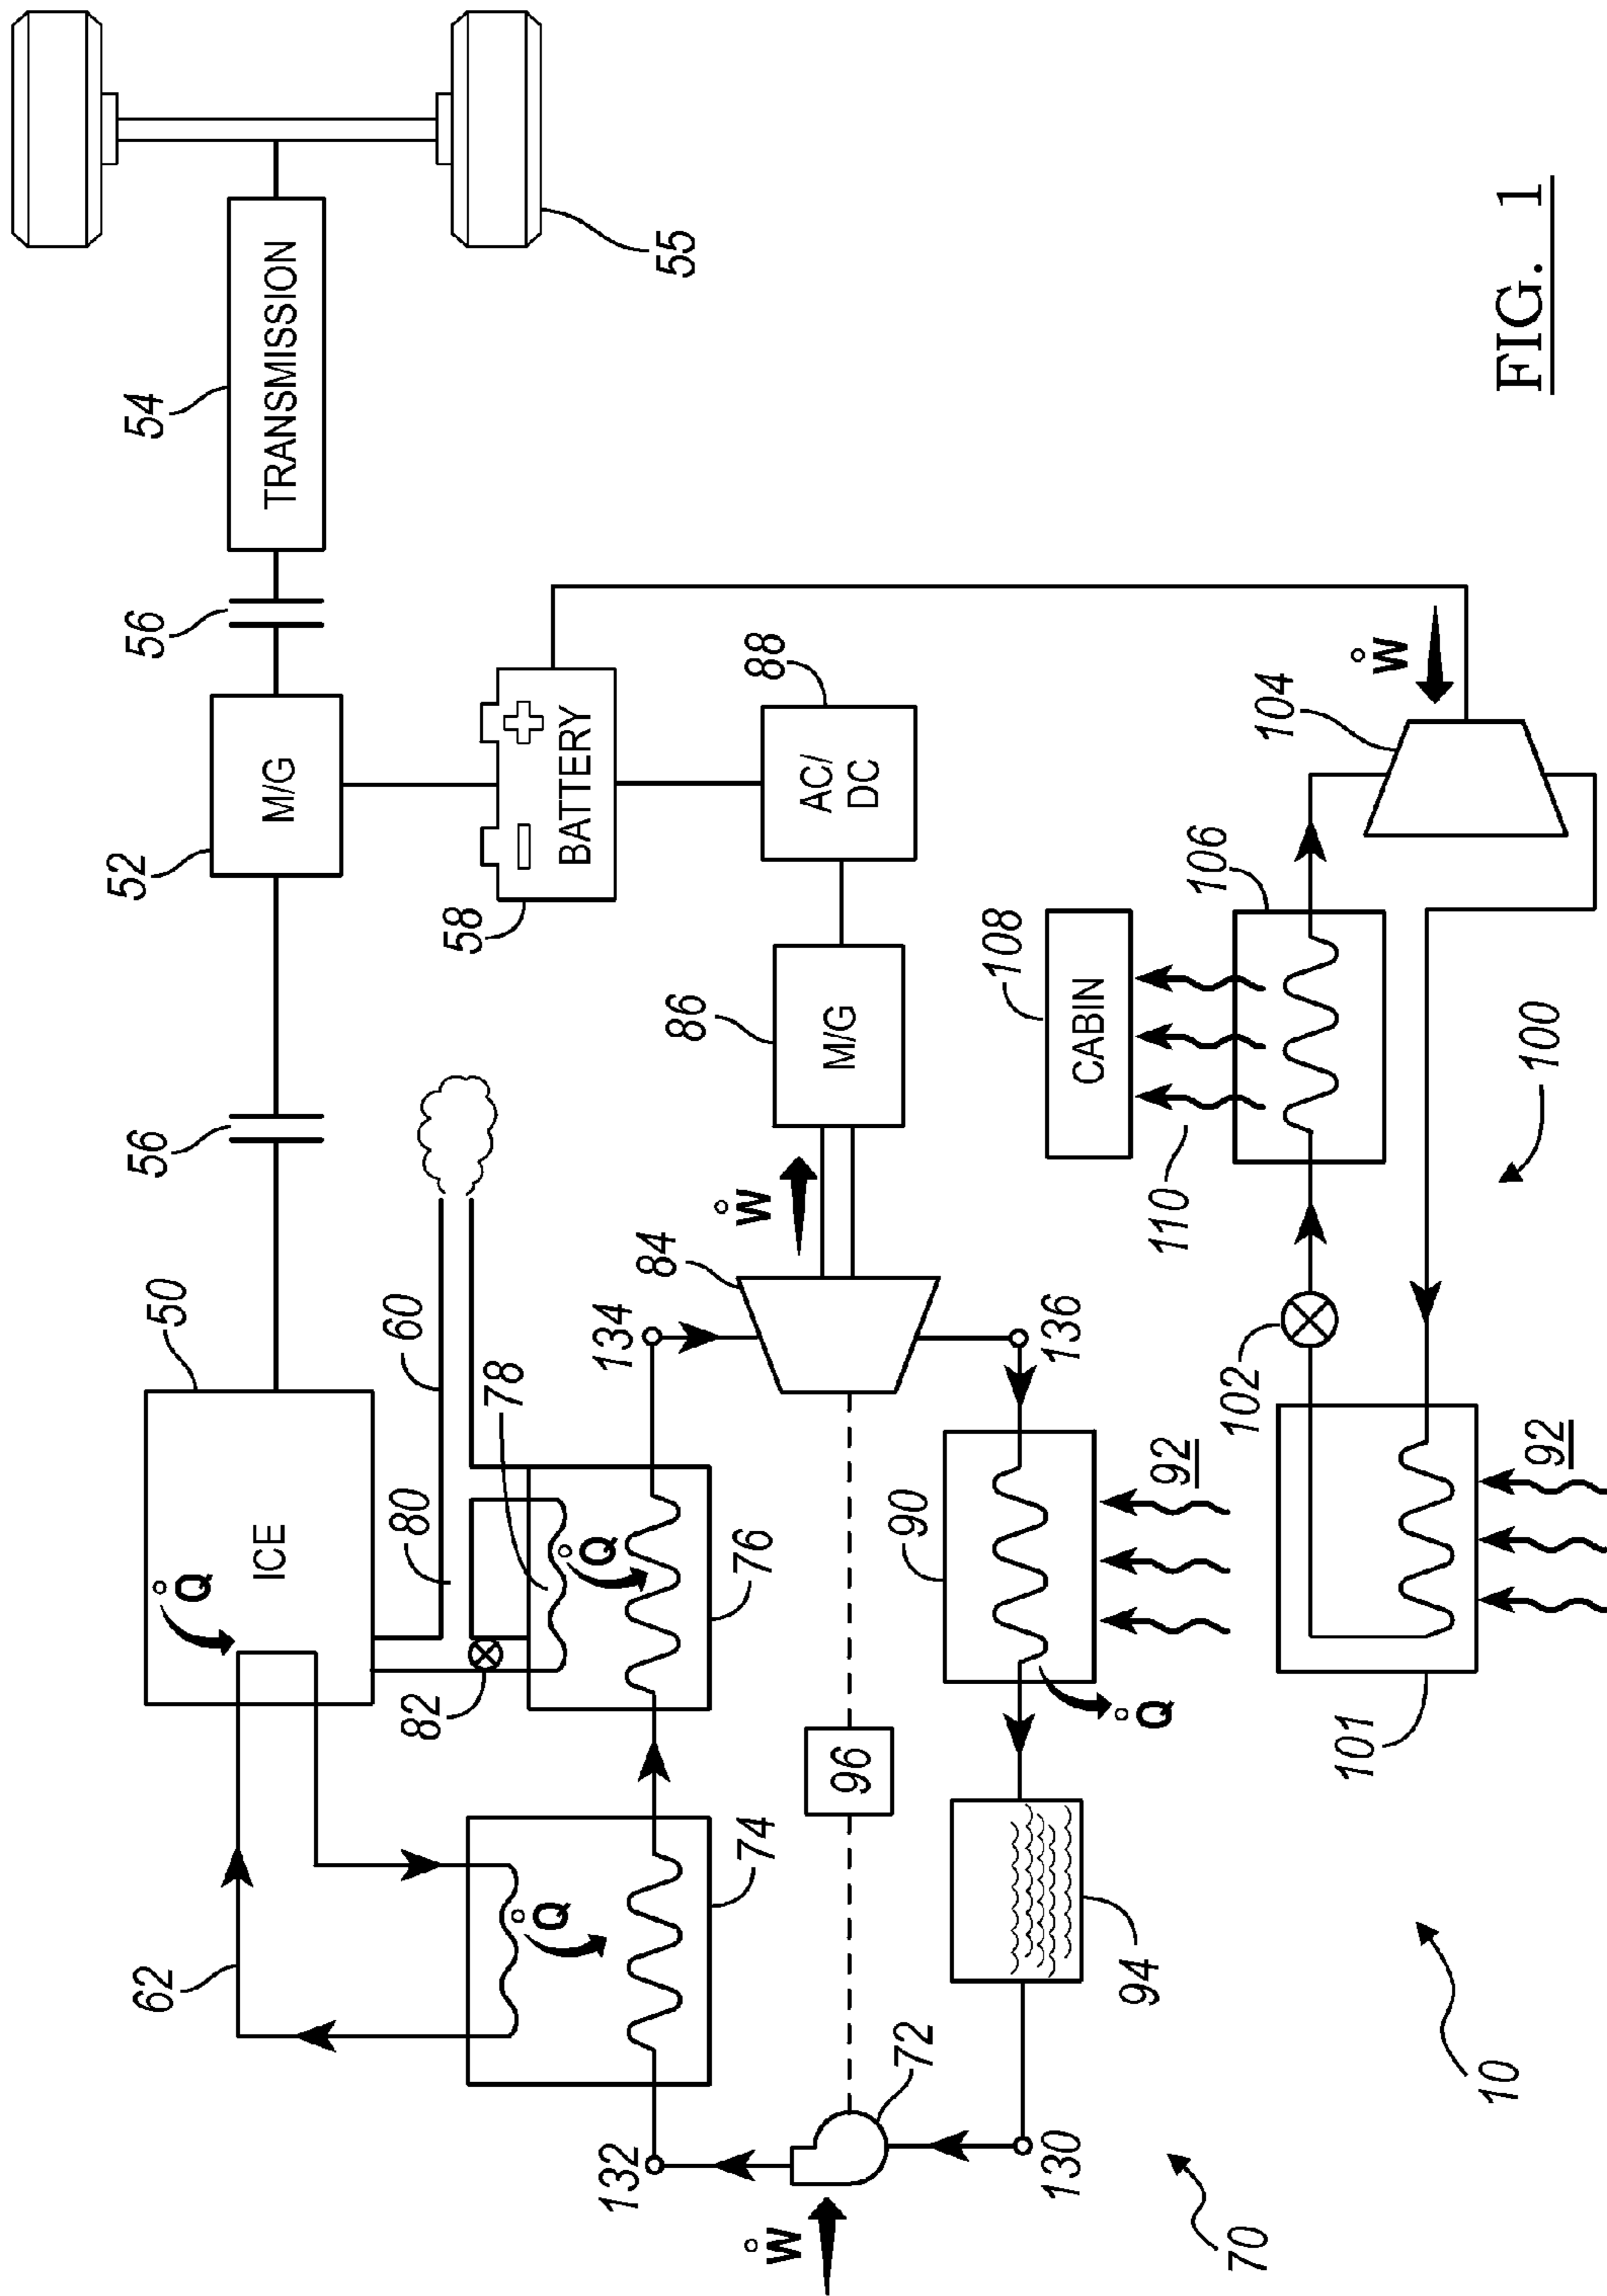 55
54
TRANSMISSION
56
52
M/G
58
BATTERY
88
AC/
DC
86
M/G
56
50
ICE
Q
60
80
78
82
Q
76
62
Q
74
134
84
W
136
90
92
Q
96
94
72
132
W
130
70
10
W
104
106
108
CABIN
110
100
102
92
101
FIG. 1